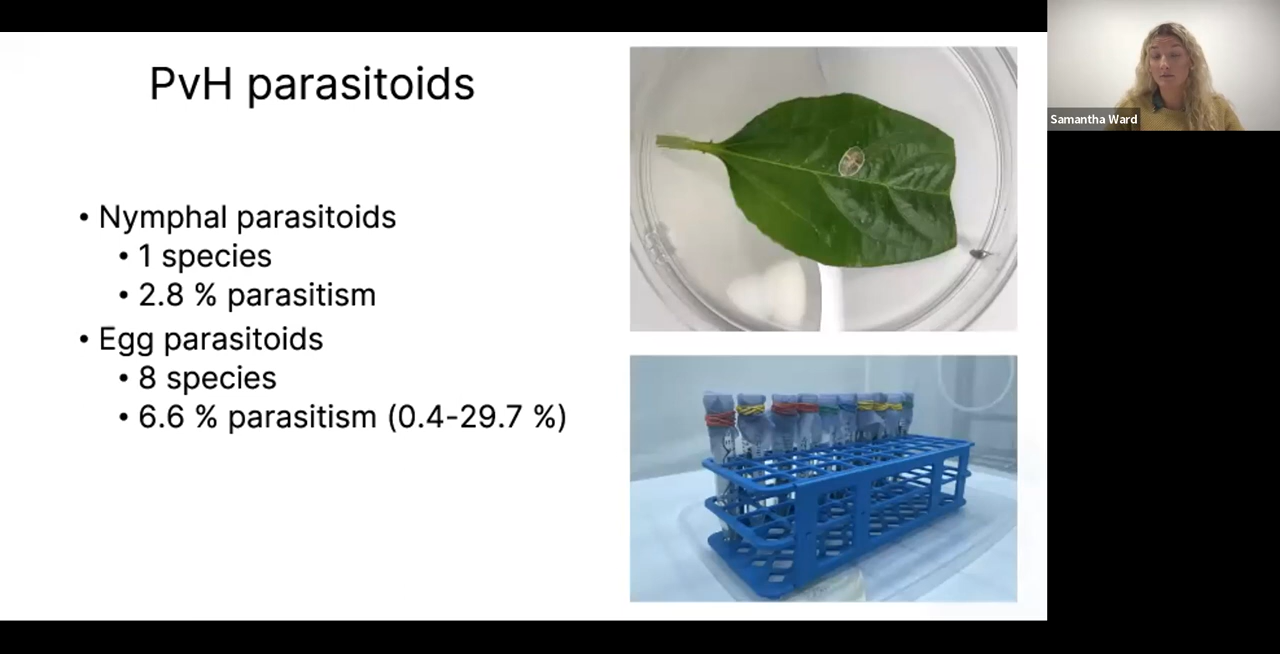 PvH parasitoids
• Nymphal parasitoids
• 1 species
• 2.8 % parasitism
• Egg parasitoids
• 8 species
• 6.6 % parasitism (0.4-29.7 %)
Samantha Ward